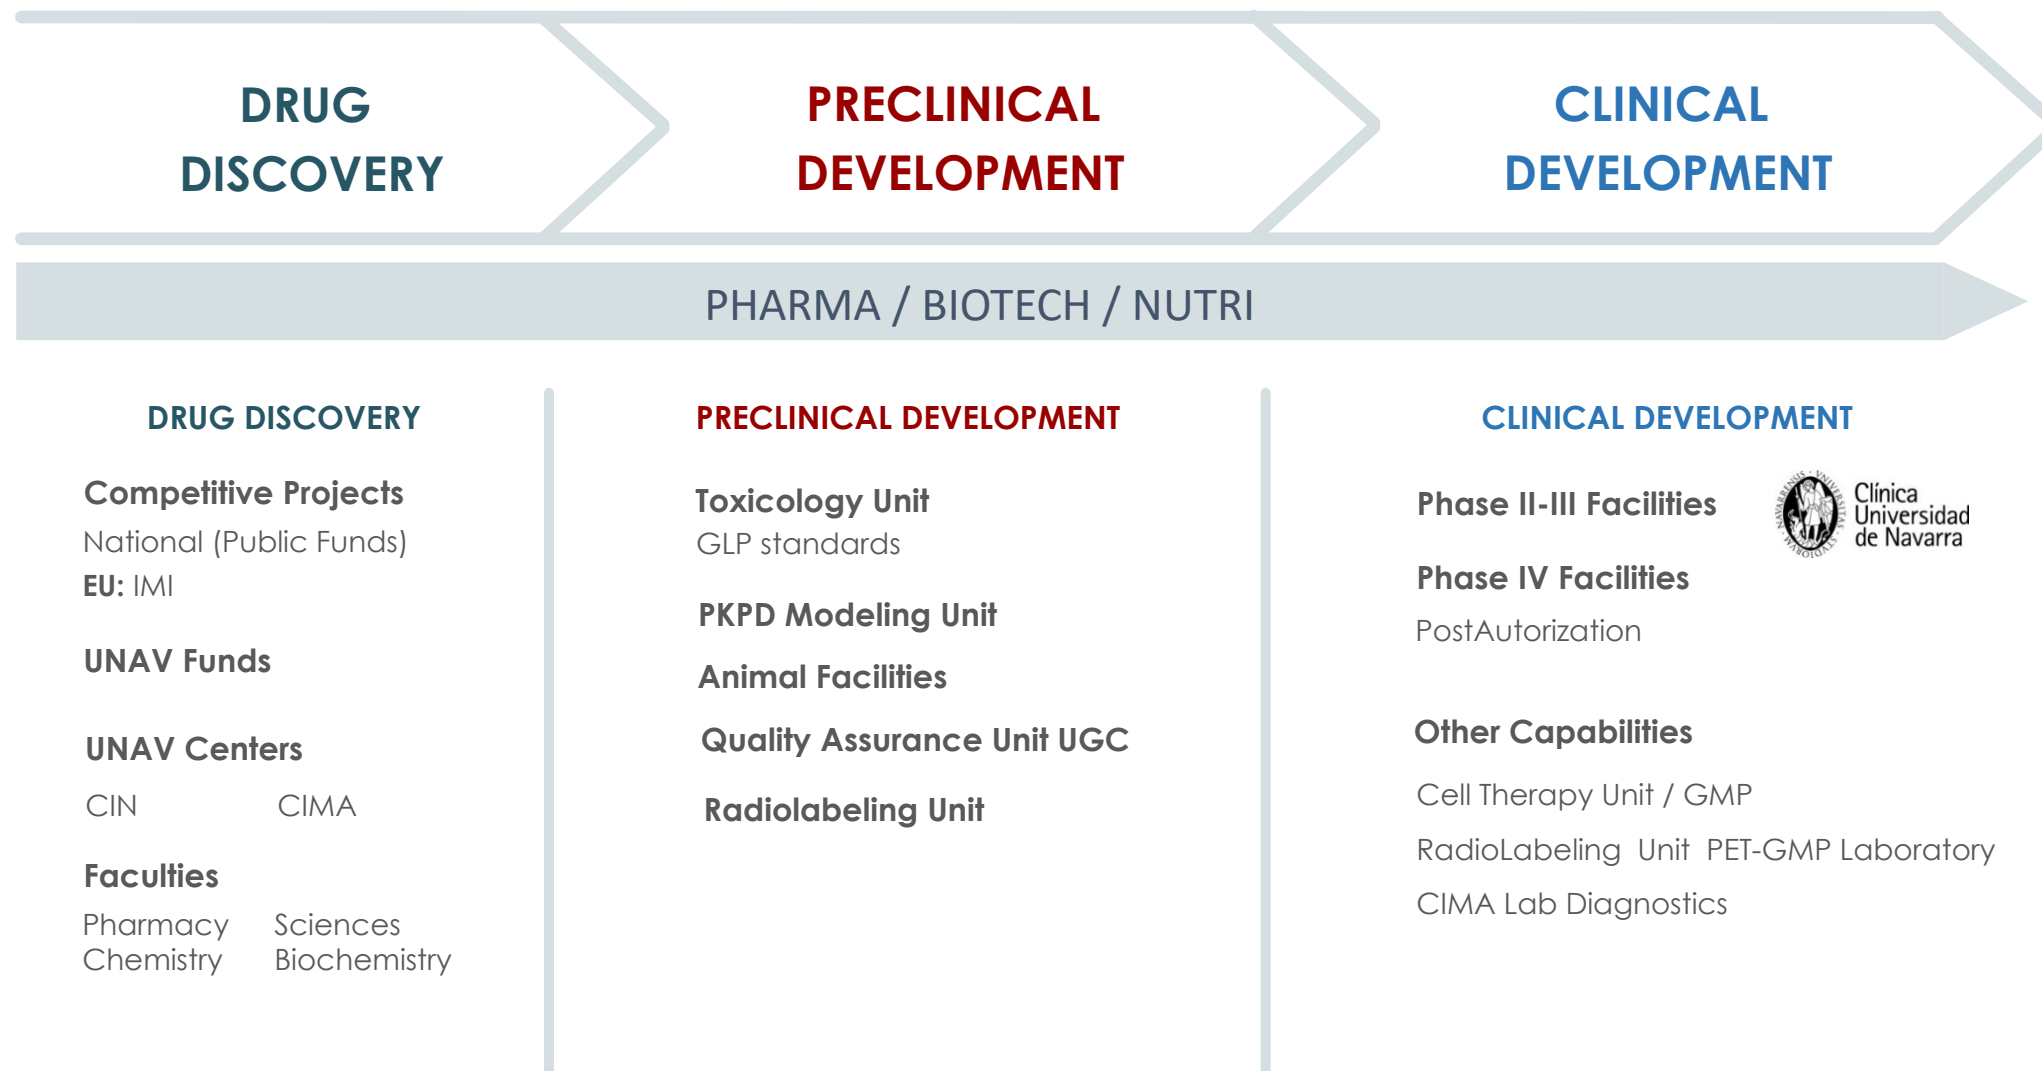 DRUG
DISCOVERY
PRECLINICAL
DEVELOPMENT
CLINICAL
DEVELOPMENT
PHARMA / BIOTECH / NUTRI
DRUG DISCOVERY
Competitive Projects
National (Public Funds)
EU: IMI
UNAV Funds
UNAV Centers
CIN CIMA
Faculties
Pharmacy Sciences
Chemistry Biochemistry
PRECLINICAL DEVELOPMENT
Toxicology Unit
GLP standards
PKPD Modeling Unit
Animal Facilities
Quality Assurance Unit UGC
Radiolabeling Unit
CLINICAL DEVELOPMENT
Phase II-III Facilities
Clínica
Universidad
de Navarra
Phase IV Facilities
PostAutorization
Other Capabilities
Cell Therapy Unit / GMP
RadioLabeling Unit PET-GMP Laboratory
CIMA Lab Diagnostics